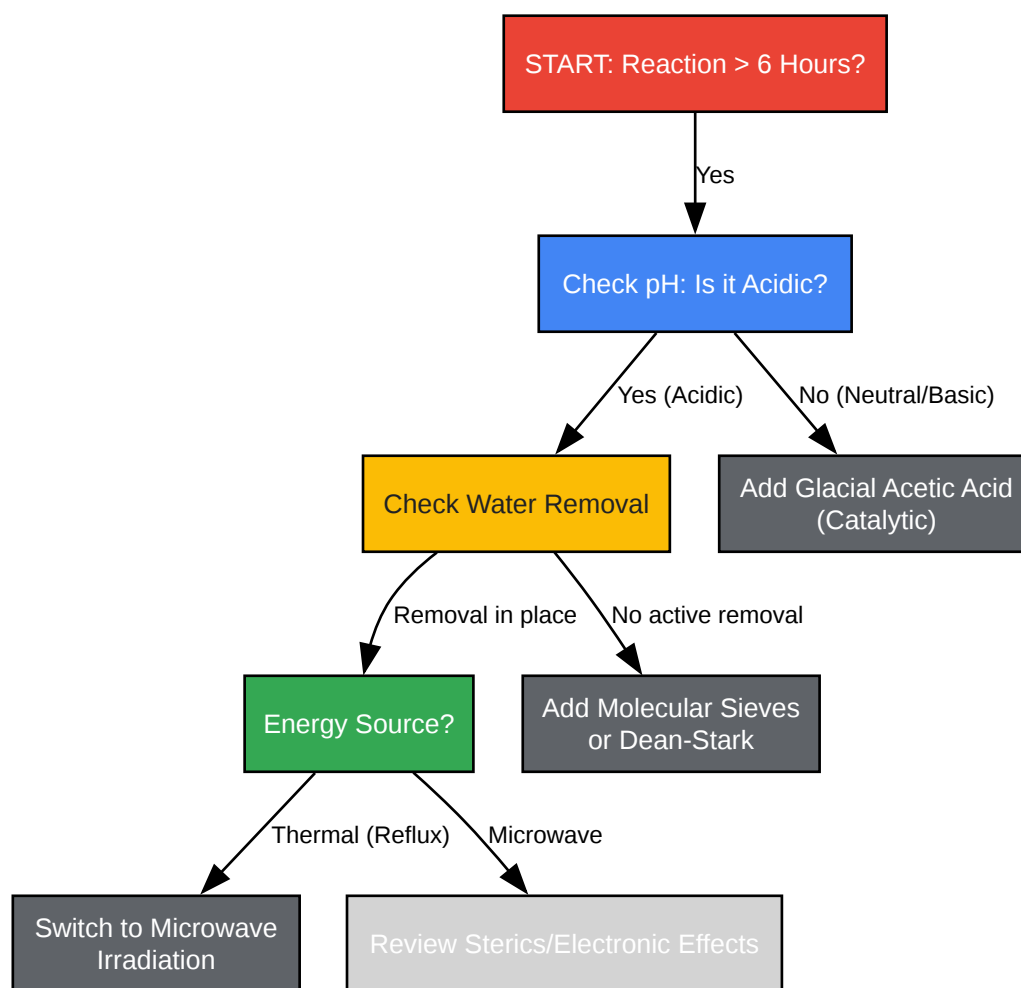 START: Reaction > 6 Hours?
Yes
Check pH: Is it Acidic?
Yes (Acidic)
No (Neutral/Basic)
Check Water Removal
Add Glacial Acetic Acid
(Catalytic)
Removal in place
No active removal
Energy Source?
Add Molecular Sieves
or Dean-Stark
Thermal (Reflux)
Microwave
Switch to Microwave
Irradiation
Review Sterics/Electronic Effects